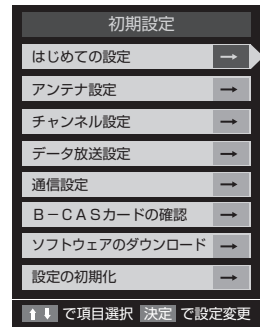 初期設定
はじめての設定 →
アンテナ設定 →
チャンネル設定 →
データ放送設定 →
通信設定 →
Ｂ－ＣＡＳカードの確認 →
ソフトウェアのダウンロード →
設定の初期化 →
⬆⬇ で項目選択 決定 で設定変更